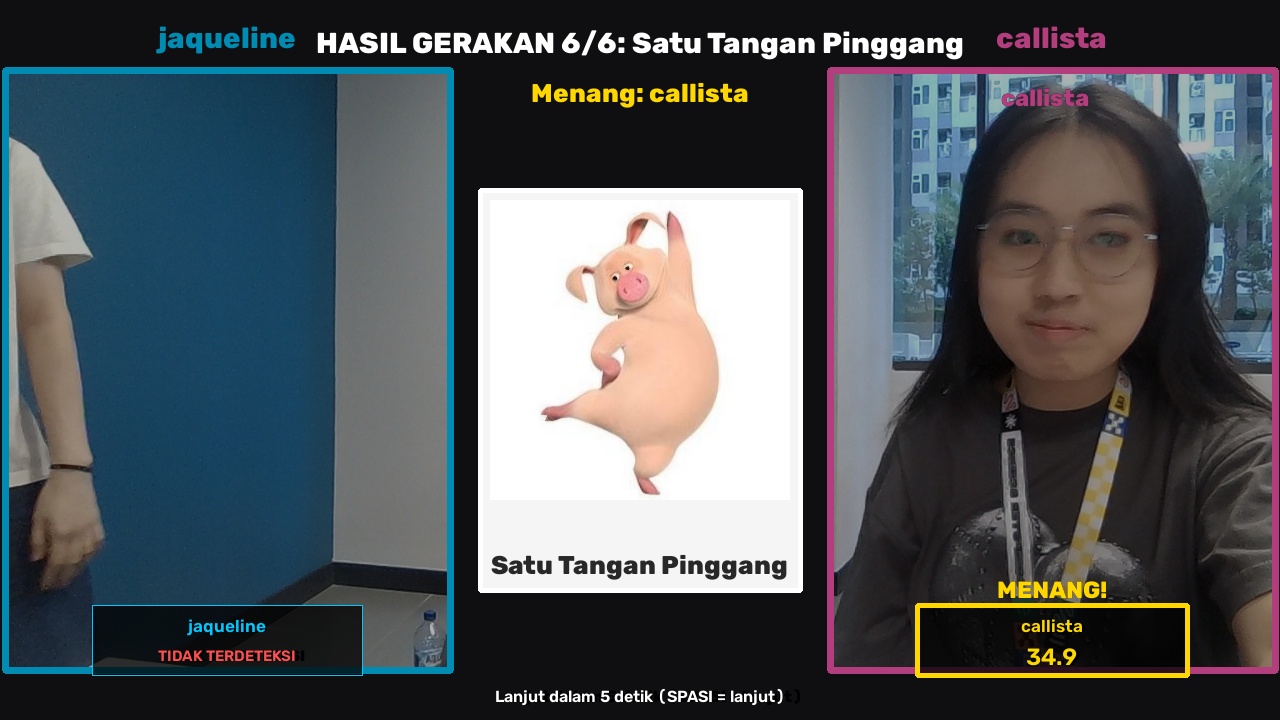 jaqueline
HASIL GERAKAN 6/6: Satu Tangan Pinggang
callista
Menang: callista
callista
Satu Tangan Pinggang
MENANG!
jaqueline
TIDAK TERDETEKSI
callista
34.9
Lanjut dalam 5 detik (SPASI = lanjut)